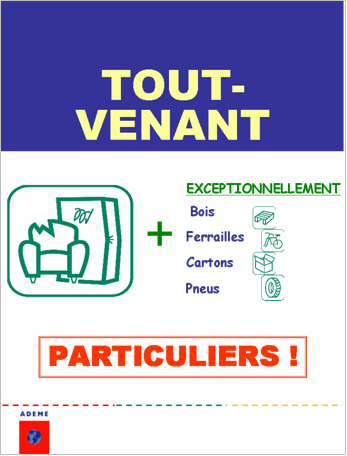 TOUT-
VENANT
EXCEPTIONNELLEMENT
Bois
Ferrailles
Cartons
Pneus
+
PARTICULIERS !
ADEME